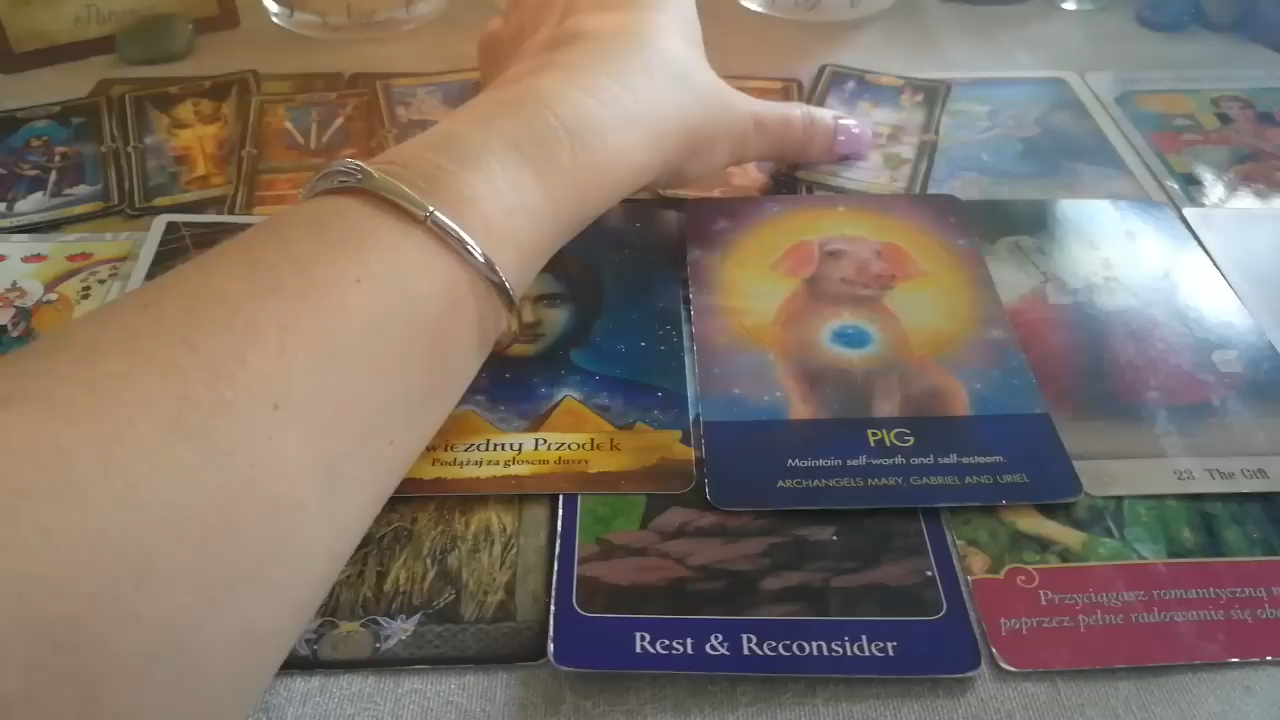 Przodek
Podążaj za głosem duszy
PIG
Maintain self-worth and self-esteem.
ARCHANGELS MARY, GABRIEL AND URIEL
23 The Gift
Rest & Reconsider
Przyciągasz romantyczną
poprzez pełne radowanie się